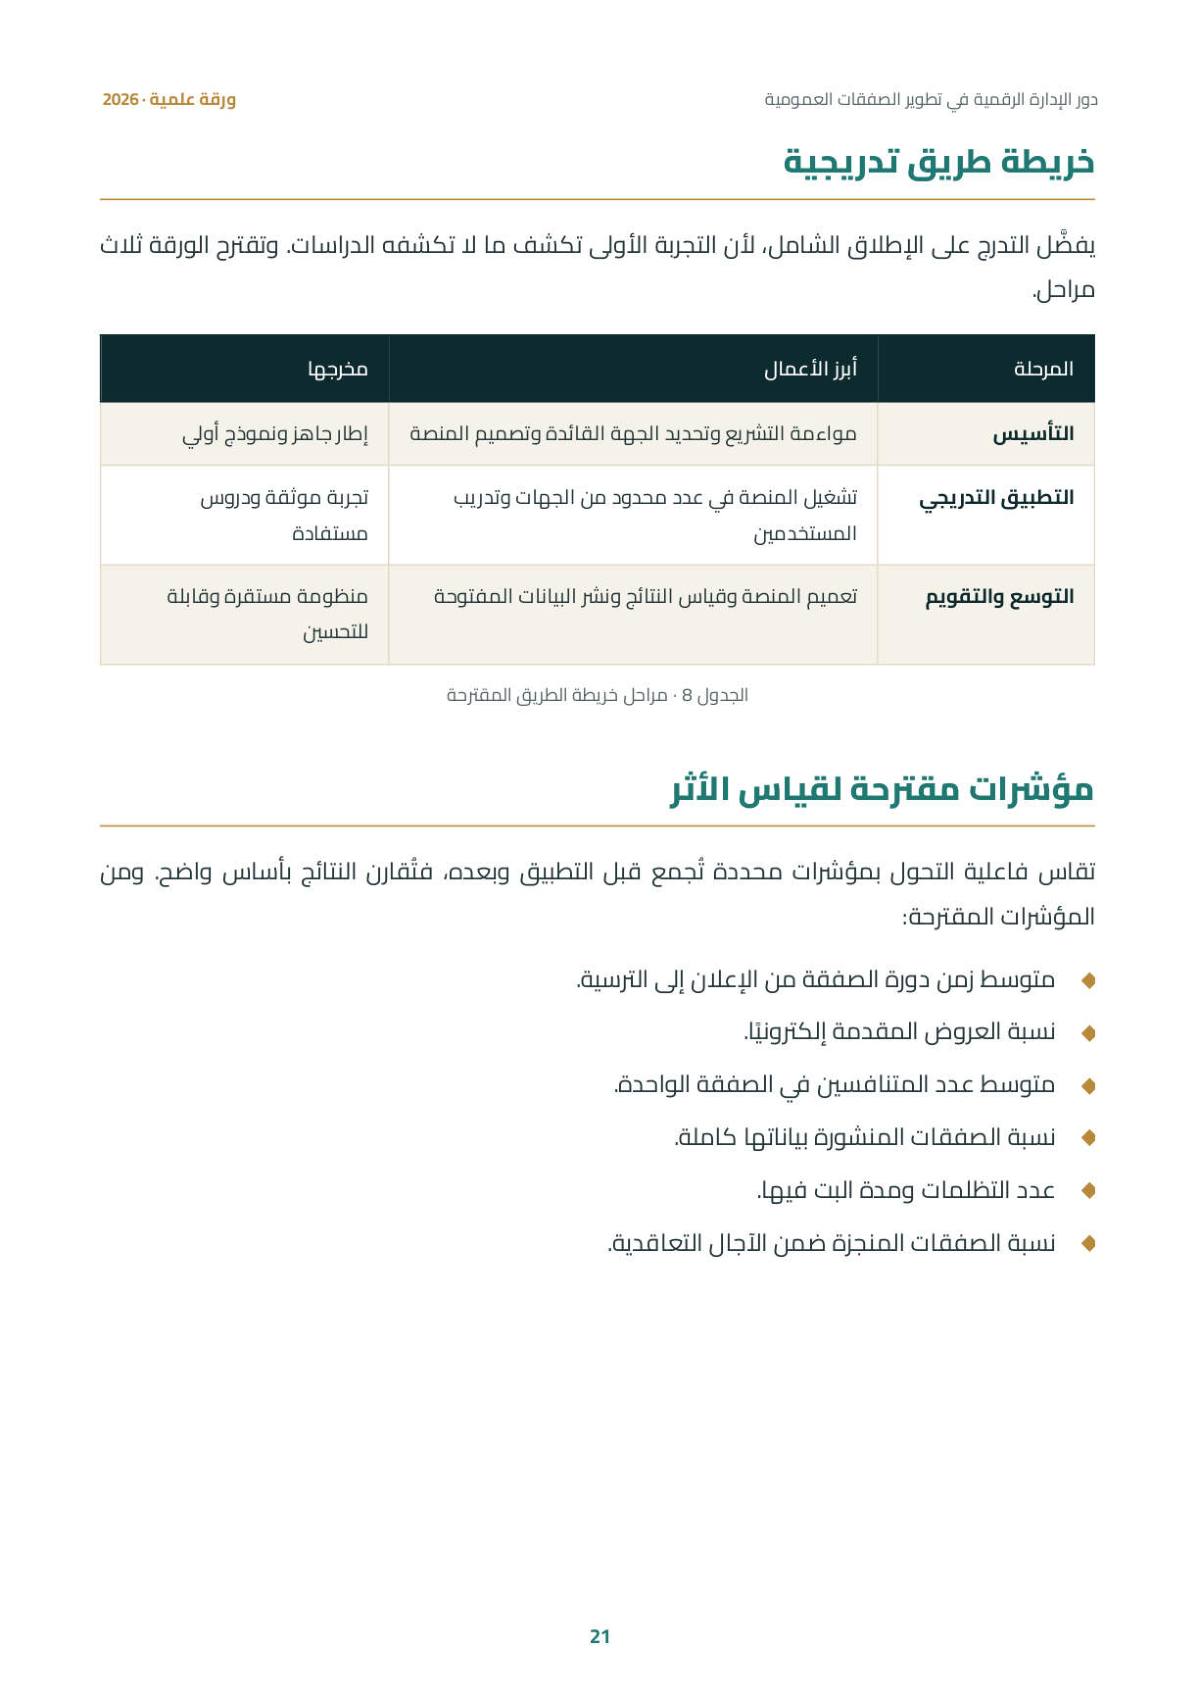 دور الإدارة الرقمية في تطوير الصفقات العمومية
ورقة علمية · 2026
خريطة طريق تدريجية
يفضَّل التدرج على الإطلاق الشامل، لأن التجربة الأولى تكشف ما لا تكشفه الدراسات. وتقترح الورقة ثلاث
مراحل.
المرحلة
أبرز الأعمال
مخرجها
التأسيس
مواءمة التشريع وتحديد الجهة القائدة وتصميم المنصة
إطار جاهز ونموذج أولي
التطبيق التدريجي
تشغيل المنصة في عدد محدود من الجهات وتدريب
المستخدمين
تجربة موثقة ودروس
مستفادة
التوسع والتقويم
تعميم المنصة وقياس النتائج ونشر البيانات المفتوحة
منظومة مستقرة وقابلة
للتحسين
الجدول 8 · مراحل خريطة الطريق المقترحة
مؤشرات مقترحة لقياس الأثر
تقاس فاعلية التحول بمؤشرات محددة تُجمع قبل التطبيق وبعده، فتُقارن النتائج بأساس واضح. ومن
المؤشرات المقترحة:
متوسط زمن دورة الصفقة من الإعلان إلى الترسية.
نسبة العروض المقدمة إلكترونيًا.
متوسط عدد المتنافسين في الصفقة الواحدة.
نسبة الصفقات المنشورة بياناتها كاملة.
عدد التظلمات ومدة البت فيها.
نسبة الصفقات المنجزة ضمن الآجال التعاقدية.
21